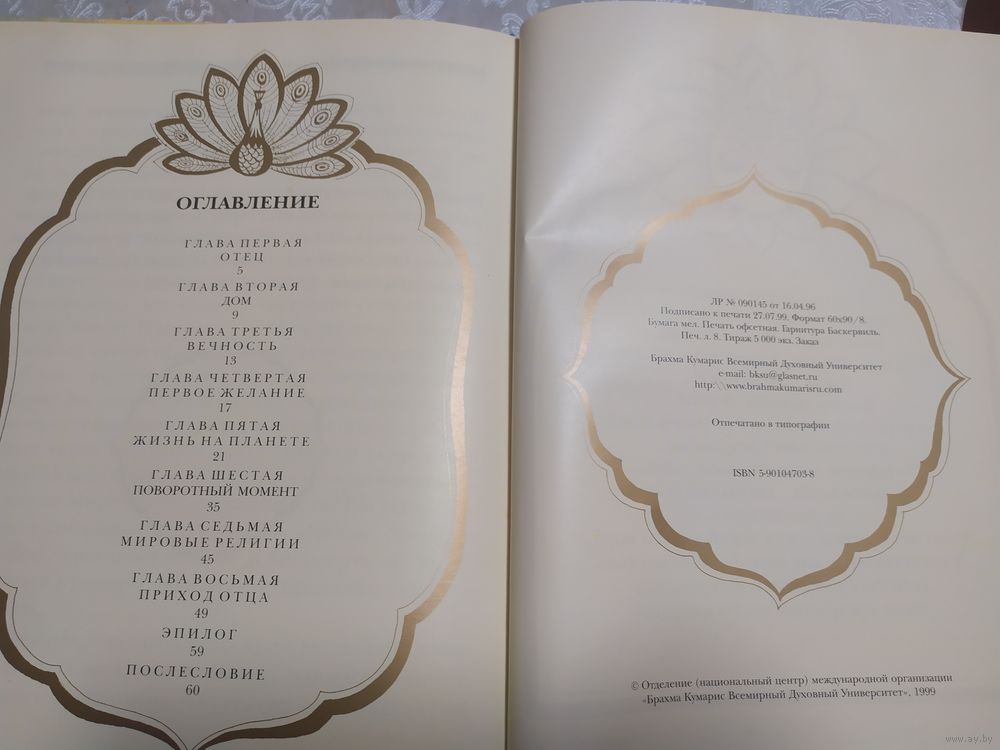 ОГЛАВЛЕНИЕ
ГЛАВА ПЕРВАЯ
ОТЕЦ
5
ГЛАВА ВТОРАЯ
ДОМ
9
ГЛАВА ТРЕТЬЯ
ВЕЧНОСТЬ
13
ГЛАВА ЧЕТВЕРТАЯ
ПЕРВОЕ ЖЕЛАНИЕ
17
ГЛАВА ПЯТАЯ
ЖИЗНЬ НА ПЛАНЕТЕ
21
ГЛАВА ШЕСТАЯ
ПОВОРОТНЫЙ МОМЕНТ
35
ГЛАВА СЕДЬМАЯ
МИРОВЫЕ РЕЛИГИИ
45
ГЛАВА ВОСЬМАЯ
ПРИХОД ОТЦА
49
ЭПИЛОГ
59
ПОСЛЕСЛОВИЕ
60
ЛР № 090145 от 16.04.96
Подписано к печати 27.07.99. Формат 60х90/8.
Бумага мел. Печать офсетная. Гарнитура Баскервиль.
Печ. л. 8. Тираж 5 000 экз. Заказ
Брахма Кумарис Всемирный Духовный Университет
e-mail: bksu@glasnet.ru
http:\\www.brahmakumarisru.com
Отпечатано в типографии
ISBN 5-90104703-8
© Отделение (национальный центр) международной организации
«Брахма Кумарис Всемирный Духовный Университет», 1999
www.ay.by